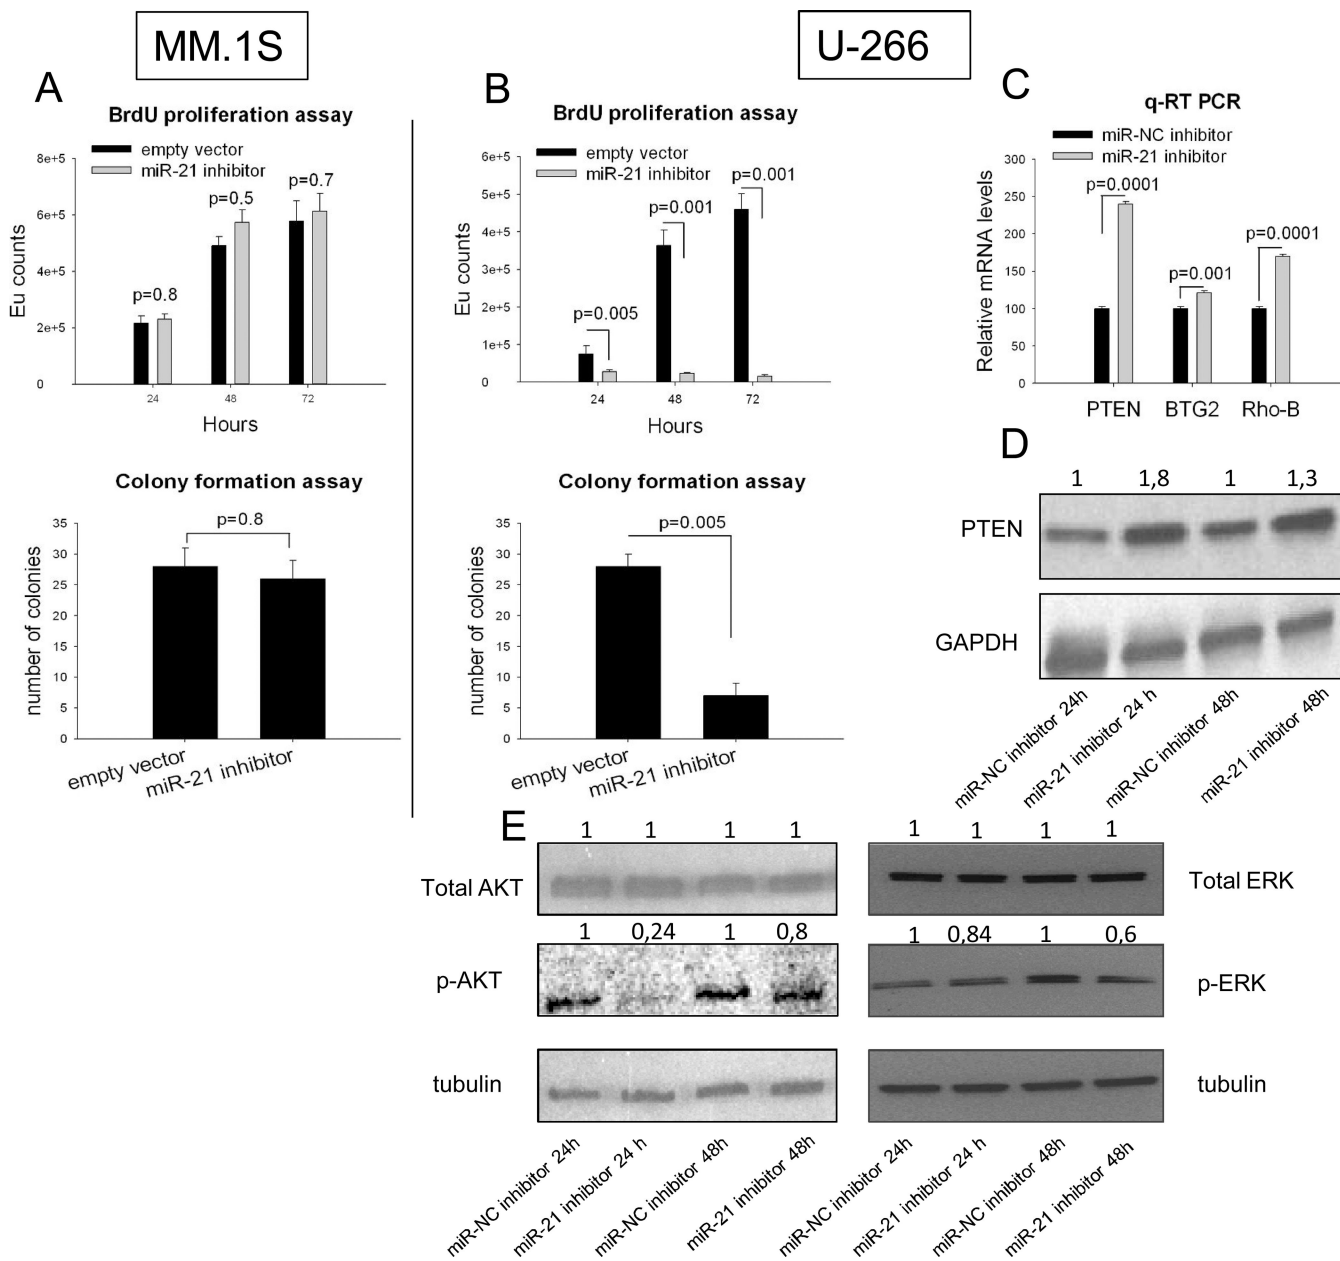 MM.1S
U-266
A
BrdU proliferation assay
empty vector
miR-21 inhibitor
8e+5
6e+5
4e+5
2e+5
0
Eu counts
p=0.8
p=0.5
p=0.7
24
48
72
Hours
Colony formation assay
35
30
25
20
15
10
5
0
number of colonies
p=0.8
empty vector
miR-21 inhibitor
B
BrdU proliferation assay
empty vector
miR-21 inhibitor
6e+5
5e+5
4e+5
3e+5
2e+5
1e+5
0
Eu counts
p=0.005
p=0.001
p=0.001
24
48
72
Hours
Colony formation assay
35
30
25
20
15
10
5
0
number of colonies
p=0.005
empty vector
miR-21 inhibitor
C
q-RT PCR
miR-NC inhibitor
miR-21 inhibitor
300
250
200
150
100
50
0
Relative mRNA levels
p=0.0001
p=0.001
p=0.0001
PTEN
BTG2
Rho-B
D
1 1,8 1 1,3
PTEN
GAPDH
miR-NC inhibitor 24h
miR-21 inhibitor 24 h
miR-NC inhibitor 48h
miR-21 inhibitor 48h
E
1 1 1 1
Total AKT
1 0,24 1 0,8
p-AKT
tubulin
miR-NC inhibitor 24h
miR-21 inhibitor 24 h
miR-NC inhibitor 48h
miR-21 inhibitor 48h
1 1 1 1
Total ERK
1 0,84 1 0,6
p-ERK
tubulin
miR-NC inhibitor 24h
miR-21 inhibitor 24 h
miR-NC inhibitor 48h
miR-21 inhibitor 48h